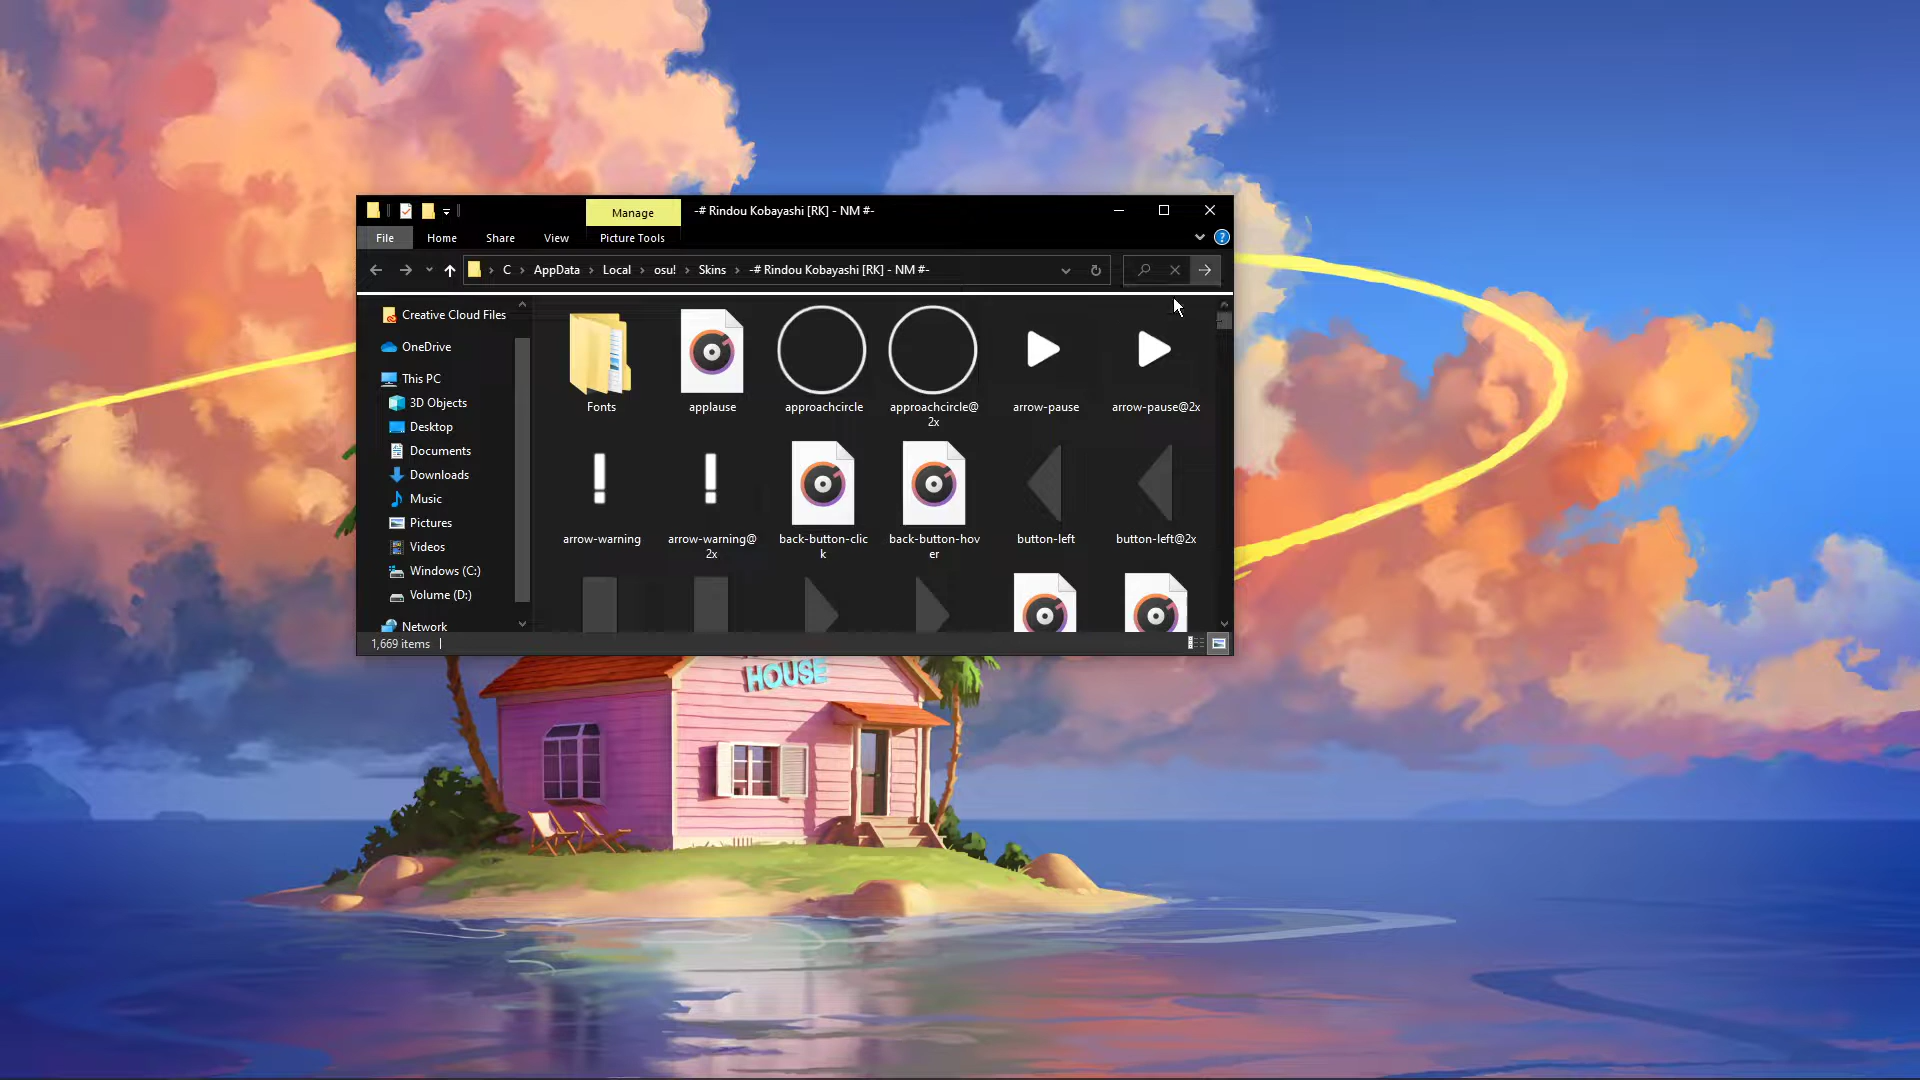 Manage
-# Rindou Kobayashi [RK] - NM #-
File
Home
Share
View
Picture Tools
?
C
AppData
Local
osu!
Skins
-# Rindou Kobayashi [RK] - NM #-
Creative Cloud Files
OneDrive
This PC
3D Objects
Desktop
Documents
Downloads
Music
Pictures
Videos
Windows (C:)
Volume (D:)
Network
Fonts
applause
approachcircle
approachcircle@
2x
arrow-pause
arrow-pause@2x
arrow-warning
arrow-warning@
2x
back-button-clic
k
back-button-hov
er
button-left
button-left@2x
1,669 items
HOUSE